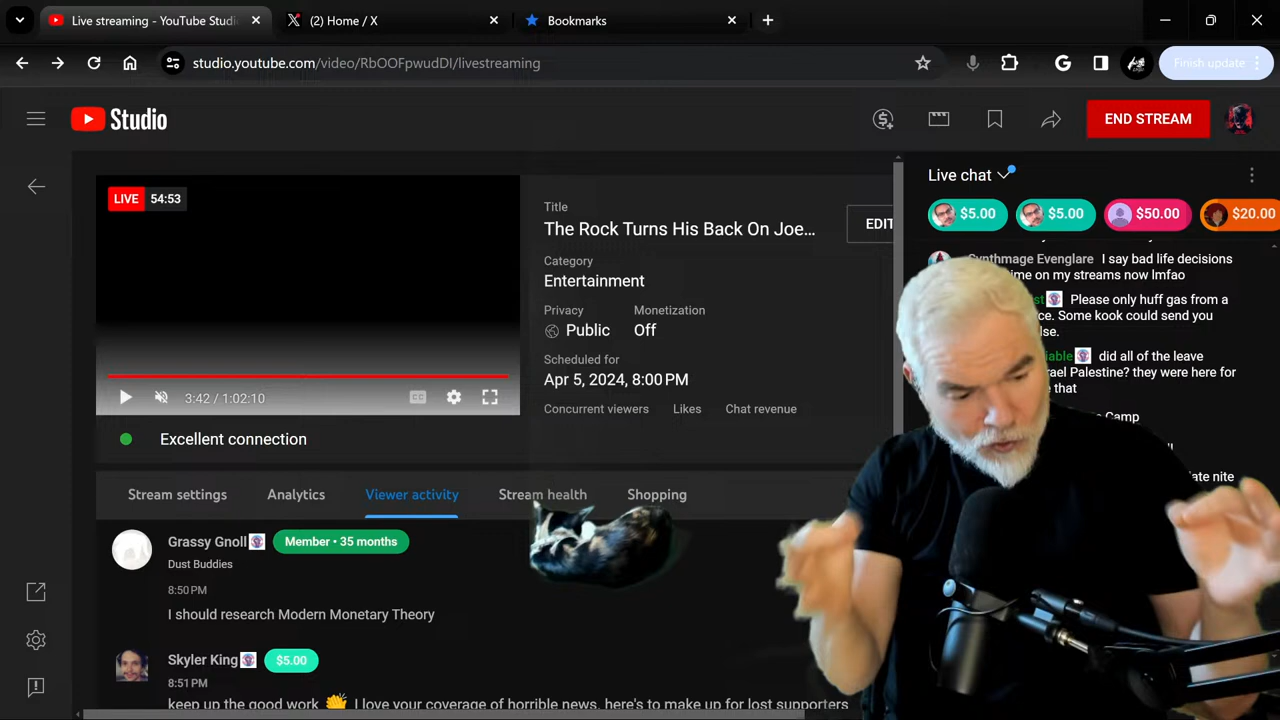 Live streaming - YouTube Studi
(2) Home / X
Bookmarks
studio.youtube.com/video/RbOOFpwudDI/livestreaming
Finish update
Studio
END STREAM
LIVE 54:53
3:42 / 1:02:10
Excellent connection
Title
The Rock Turns His Back On Joe...
EDIT
Category
Entertainment
Privacy
Monetization
Public
Off
Scheduled for
Apr 5, 2024, 8:00 PM
Concurrent viewers
Likes
Chat revenue
Stream settings
Analytics
Viewer activity
Stream health
Shopping
Grassy Gnoll
Member • 35 months
Dust Buddies
8:50 PM
I should research Modern Monetary Theory
Skyler King
$5.00
8:51 PM
keep up the good work 👏 I love your coverage of horrible news, here's to make up for lost supporters
Live chat
$5.00
$5.00
$50.00
$20.00
Synthmage Evenglare I say bad life decisions
ime on my streams now lmfao
st Please only huff gas from a
ce. Some kook could send you
lse.
iable did all of the leave
rael Palestine? they were here for
e that
Camp
ate nite